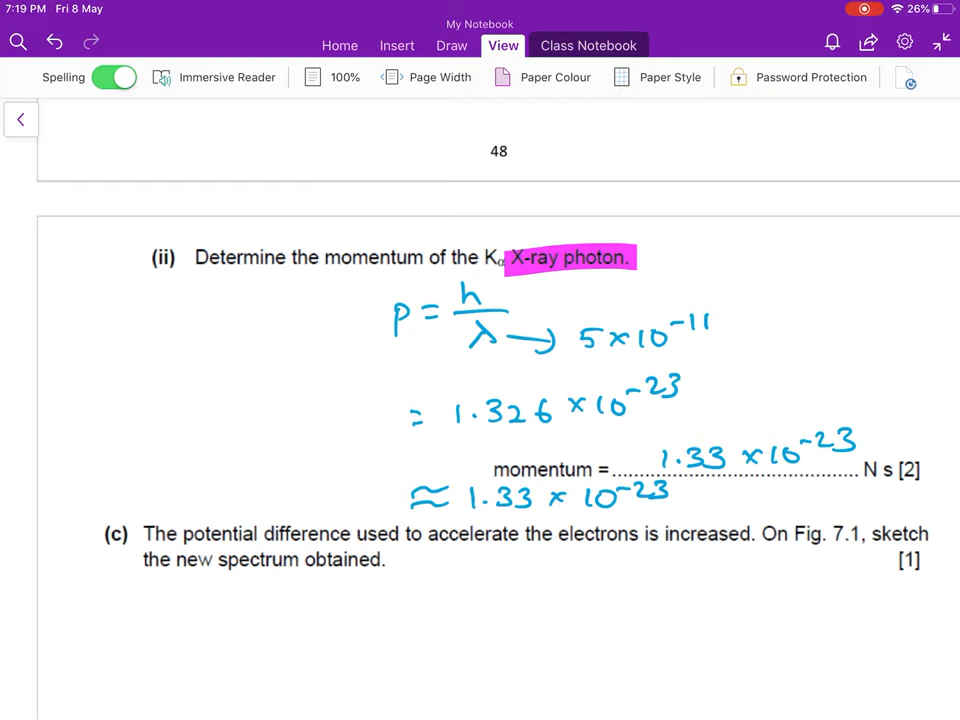 7:19 PM Fri 8 May 26%
My Notebook
Home Insert Draw View Class Notebook
Spelling Immersive Reader 100% Page Width Paper Colour Paper Style Password Protection
48
(ii) Determine the momentum of the Kα X-ray photon.
p = h/λ → 5 × 10⁻¹¹
= 1.326 × 10⁻²³
momentum = 1.33 × 10⁻²³ N s [2]
≈ 1.33 × 10⁻²³
(c) The potential difference used to accelerate the electrons is increased. On Fig. 7.1, sketch
the new spectrum obtained. [1]